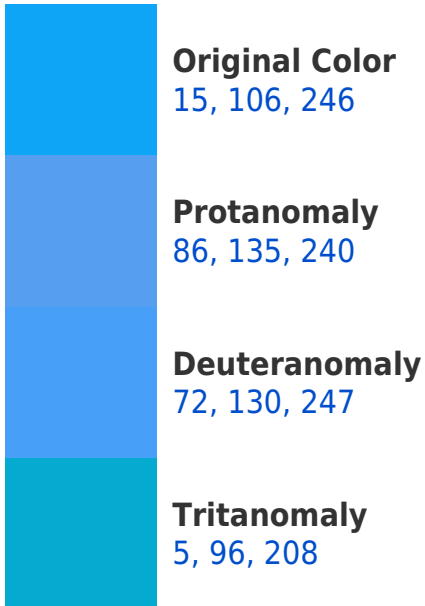 Original Color
15, 106, 246
Protanomaly
86, 135, 240
Deuteranomaly
72, 130, 247
Tritanomaly
5, 96, 208